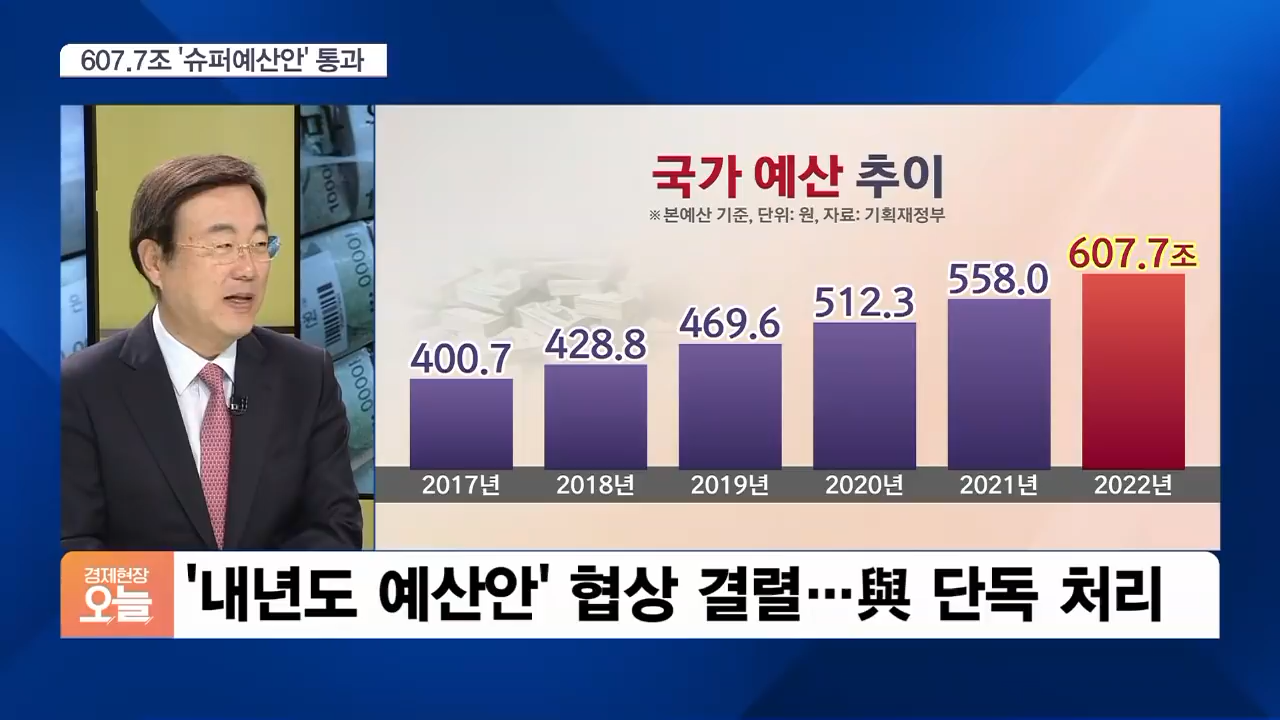 607.7조 '슈퍼예산안' 통과
국가 예산 추이
※본예산 기준, 단위: 원, 자료: 기획재정부
400.7
428.8
469.6
512.3
558.0
607.7조
2017년
2018년
2019년
2020년
2021년
2022년
경제현장
오늘
'내년도 예산안' 협상 결렬…與 단독 처리